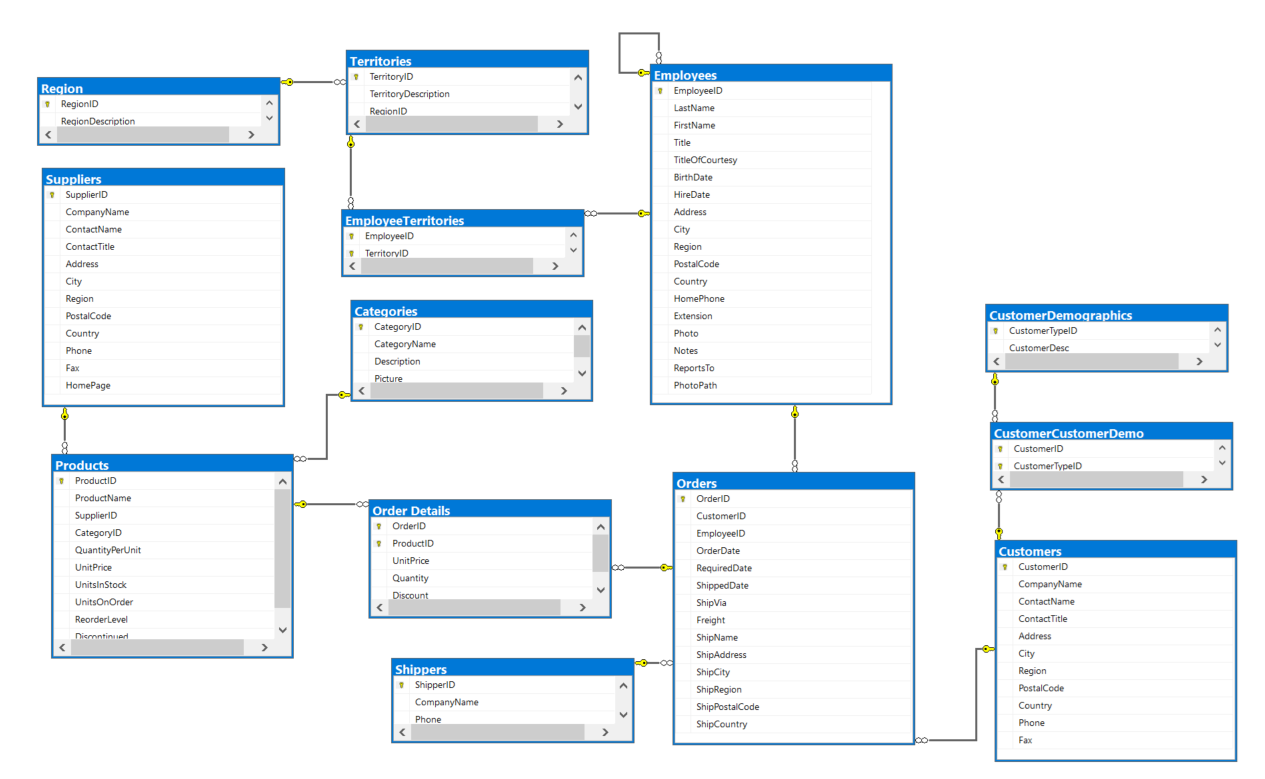 Region
RegionID
RegionDescription
Territories
TerritoryID
TerritoryDescription
RegionID
Employees
EmployeeID
LastName
FirstName
Title
TitleOfCourtesy
BirthDate
HireDate
Address
City
Region
PostalCode
Country
HomePhone
Extension
Photo
Notes
ReportsTo
PhotoPath
Suppliers
SupplierID
CompanyName
ContactName
ContactTitle
Address
City
Region
PostalCode
Country
Phone
Fax
HomePage
EmployeeTerritories
EmployeeID
TerritoryID
Categories
CategoryID
CategoryName
Description
Picture
CustomerDemographics
CustomerTypeID
CustomerDesc
CustomerCustomerDemo
CustomerID
CustomerTypeID
Products
ProductID
ProductName
SupplierID
CategoryID
QuantityPerUnit
UnitPrice
UnitsInStock
UnitsOnOrder
ReorderLevel
Discontinued
Order Details
OrderID
ProductID
UnitPrice
Quantity
Discount
Orders
OrderID
CustomerID
EmployeeID
OrderDate
RequiredDate
ShippedDate
ShipVia
Freight
ShipName
ShipAddress
ShipCity
ShipRegion
ShipPostalCode
ShipCountry
Customers
CustomerID
CompanyName
ContactName
ContactTitle
Address
City
Region
PostalCode
Country
Phone
Fax
Shippers
ShipperID
CompanyName
Phone